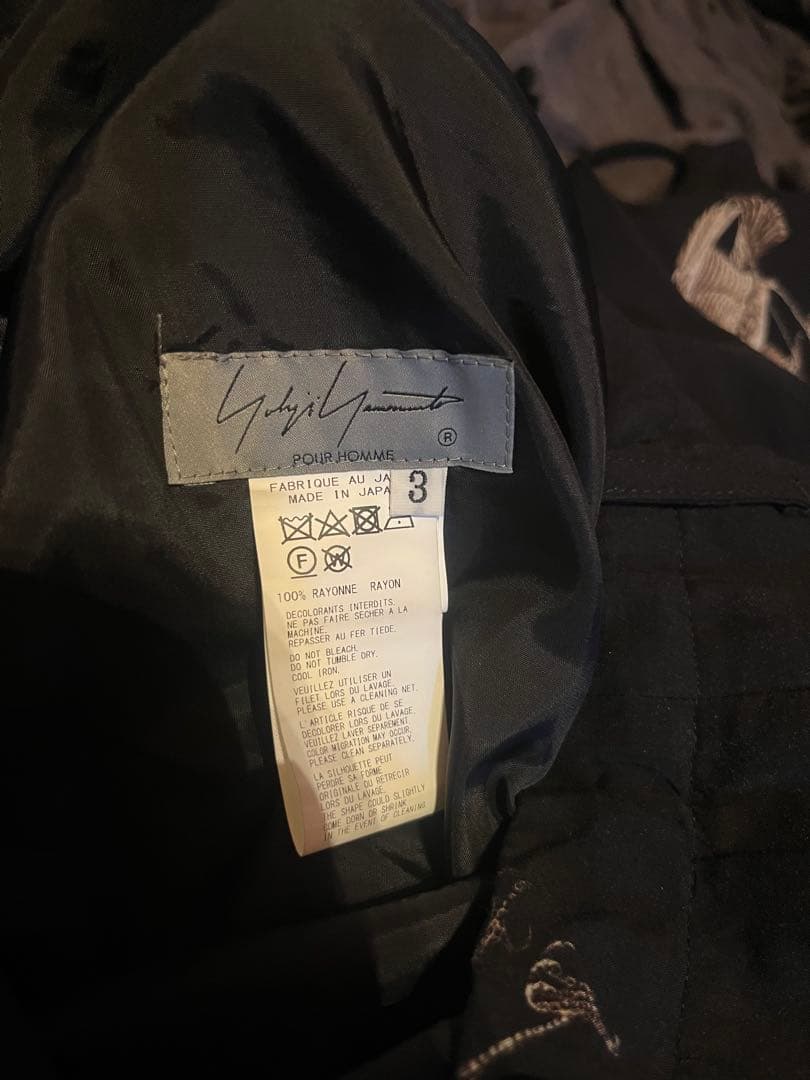 Yohji Yamamoto
®
POUR HOMME
FABRIQUE AU JA
MADE IN JAPA
3
F W
100% RAYONNE RAYON
DECOLORANTS INTERDITS.
NE PAS FAIRE SECHER A LA
MACHINE.
REPASSER AU FER TIEDE.
DO NOT BLEACH.
DO NOT TUMBLE DRY.
COOL IRON.
VEUILLEZ UTILISER UN
FILET LORS DU LAVAGE.
PLEASE USE A CLEANING NET.
L'ARTICLE RISQUE DE SE
DECOLORER LORS DU LAVAGE.
VEUILLEZ LAVER SEPAREMENT.
COLOR MIGRATION MAY OCCUR.
PLEASE CLEAN SEPARATELY.
LA SILHOUETTE PEUT
PERDRE SA FORME
ORIGINALE OU RETRECIR
LORS DU LAVAGE.
THE SHAPE COULD SLIGHTLY
COME DOWN OR SHRINK
IN THE EVENT OF CLEANING.